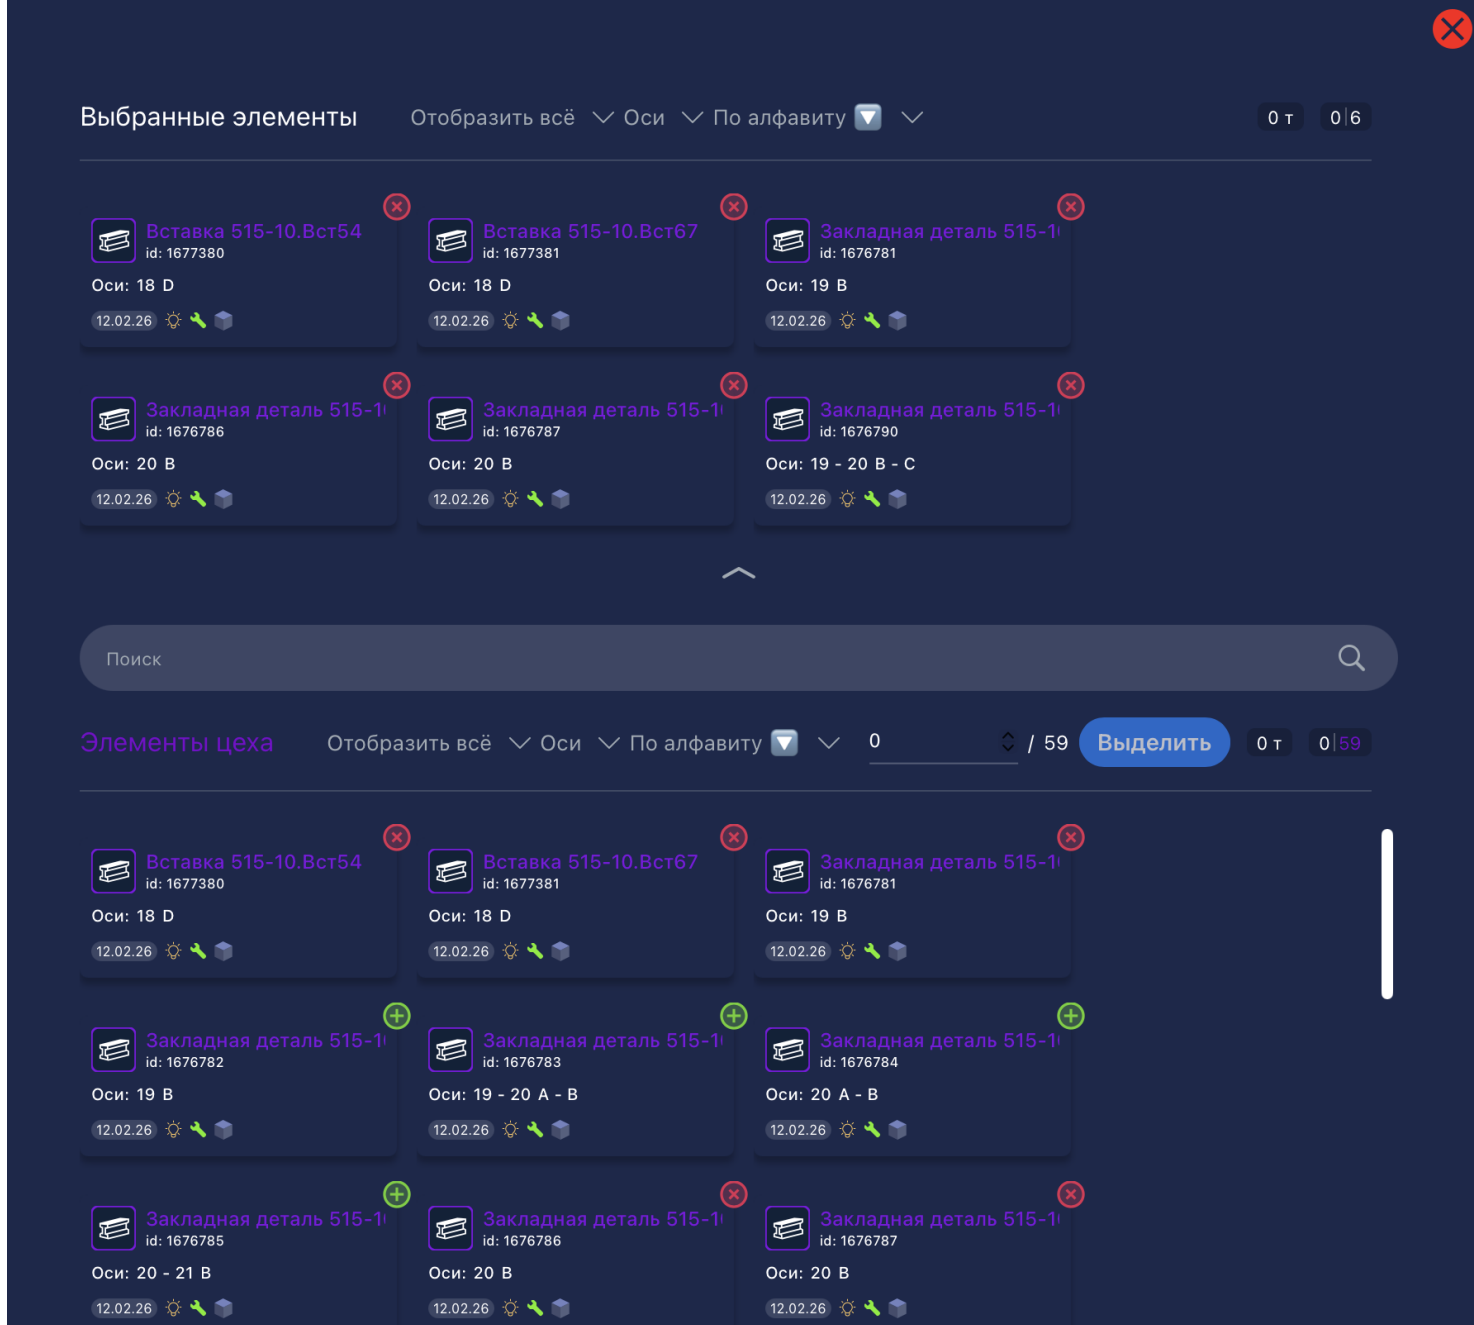 Выбранные элементы Отобразить всё Оси По алфавиту 0 т 0|6
Вставка 515-10.Вст54 Вставка 515-10.Вст67 Закладная деталь 515-1
id: 1677380 id: 1677381 id: 1676781
Оси: 18 D Оси: 18 D Оси: 19 B
12.02.26 12.02.26 12.02.26
Закладная деталь 515-1 Закладная деталь 515-1 Закладная деталь 515-1
id: 1676786 id: 1676787 id: 1676790
Оси: 20 B Оси: 20 B Оси: 19 - 20 B - C
12.02.26 12.02.26 12.02.26
Поиск
Элементы цеха Отобразить всё Оси По алфавиту 0 / 59 Выделить 0 т 0|59
Вставка 515-10.Вст54 Вставка 515-10.Вст67 Закладная деталь 515-1
id: 1677380 id: 1677381 id: 1676781
Оси: 18 D Оси: 18 D Оси: 19 B
12.02.26 12.02.26 12.02.26
Закладная деталь 515-1 Закладная деталь 515-1 Закладная деталь 515-1
id: 1676782 id: 1676783 id: 1676784
Оси: 19 B Оси: 19 - 20 A - B Оси: 20 A - B
12.02.26 12.02.26 12.02.26
Закладная деталь 515-1 Закладная деталь 515-1 Закладная деталь 515-1
id: 1676785 id: 1676786 id: 1676787
Оси: 20 - 21 B Оси: 20 B Оси: 20 B
12.02.26 12.02.26 12.02.26